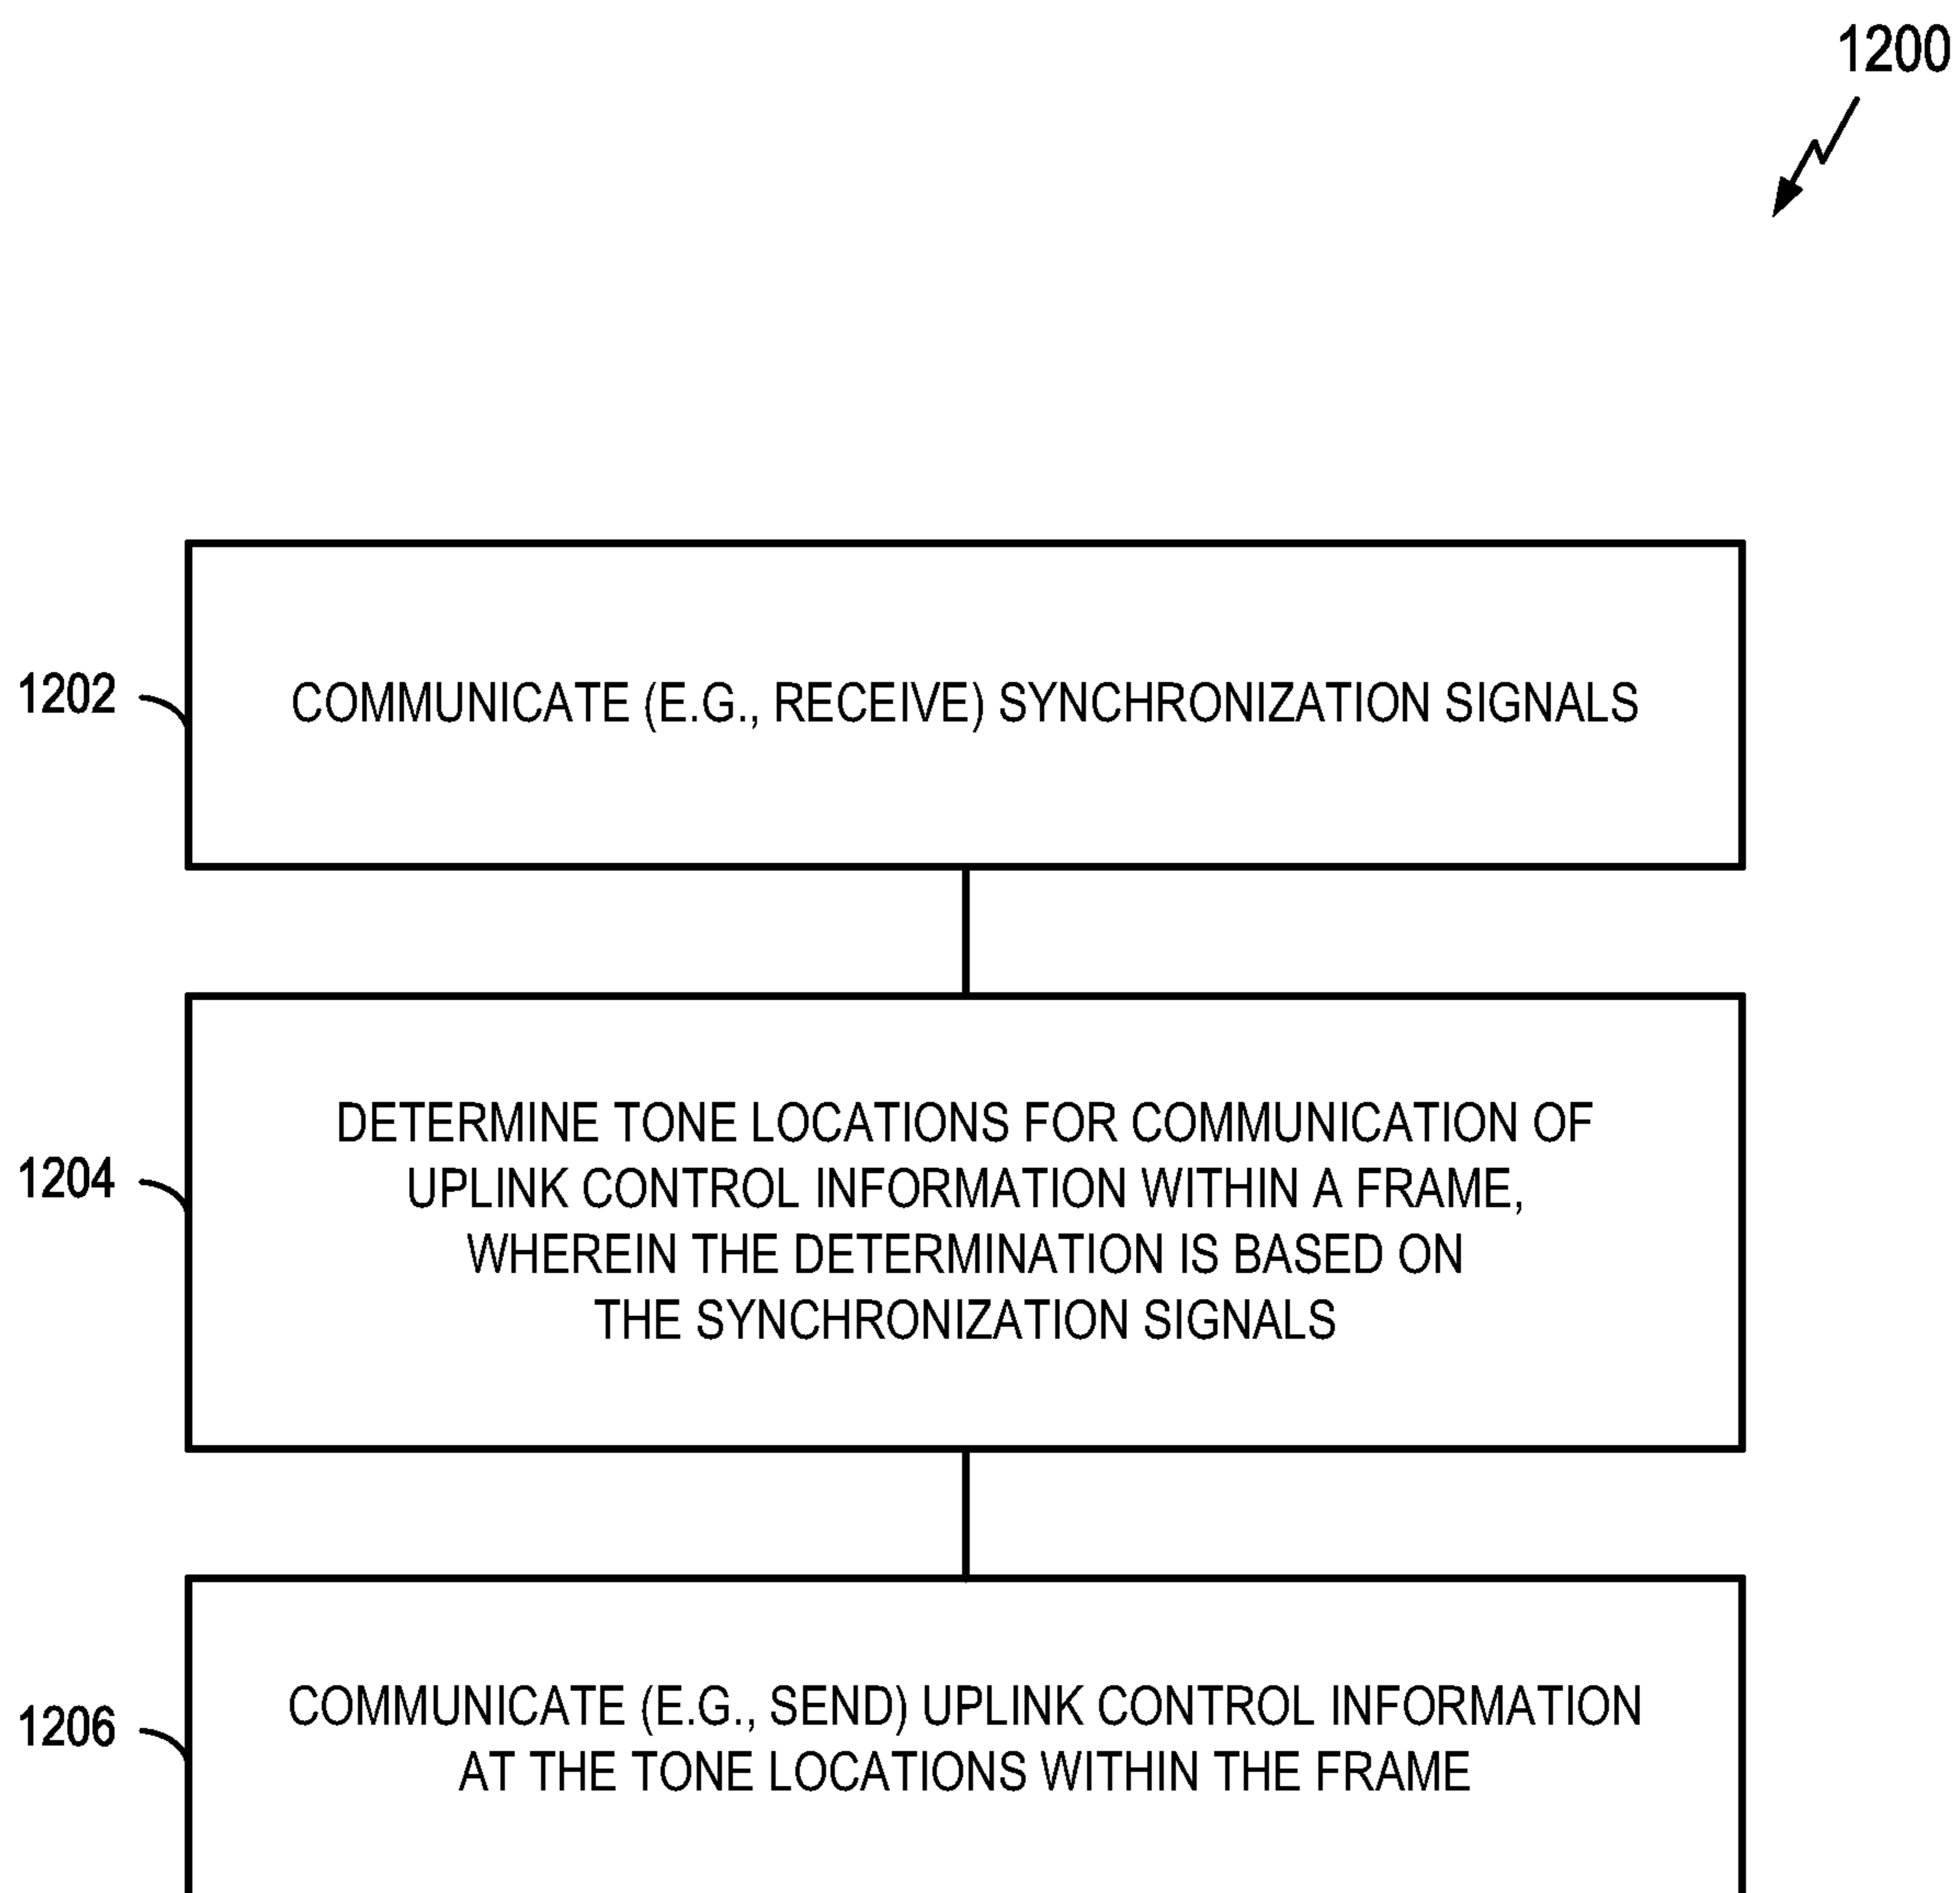 1200
1202
COMMUNICATE (E.G., RECEIVE) SYNCHRONIZATION SIGNALS
1204
DETERMINE TONE LOCATIONS FOR COMMUNICATION OF
UPLINK CONTROL INFORMATION WITHIN A FRAME,
WHEREIN THE DETERMINATION IS BASED ON
THE SYNCHRONIZATION SIGNALS
1206
COMMUNICATE (E.G., SEND) UPLINK CONTROL INFORMATION
AT THE TONE LOCATIONS WITHIN THE FRAME